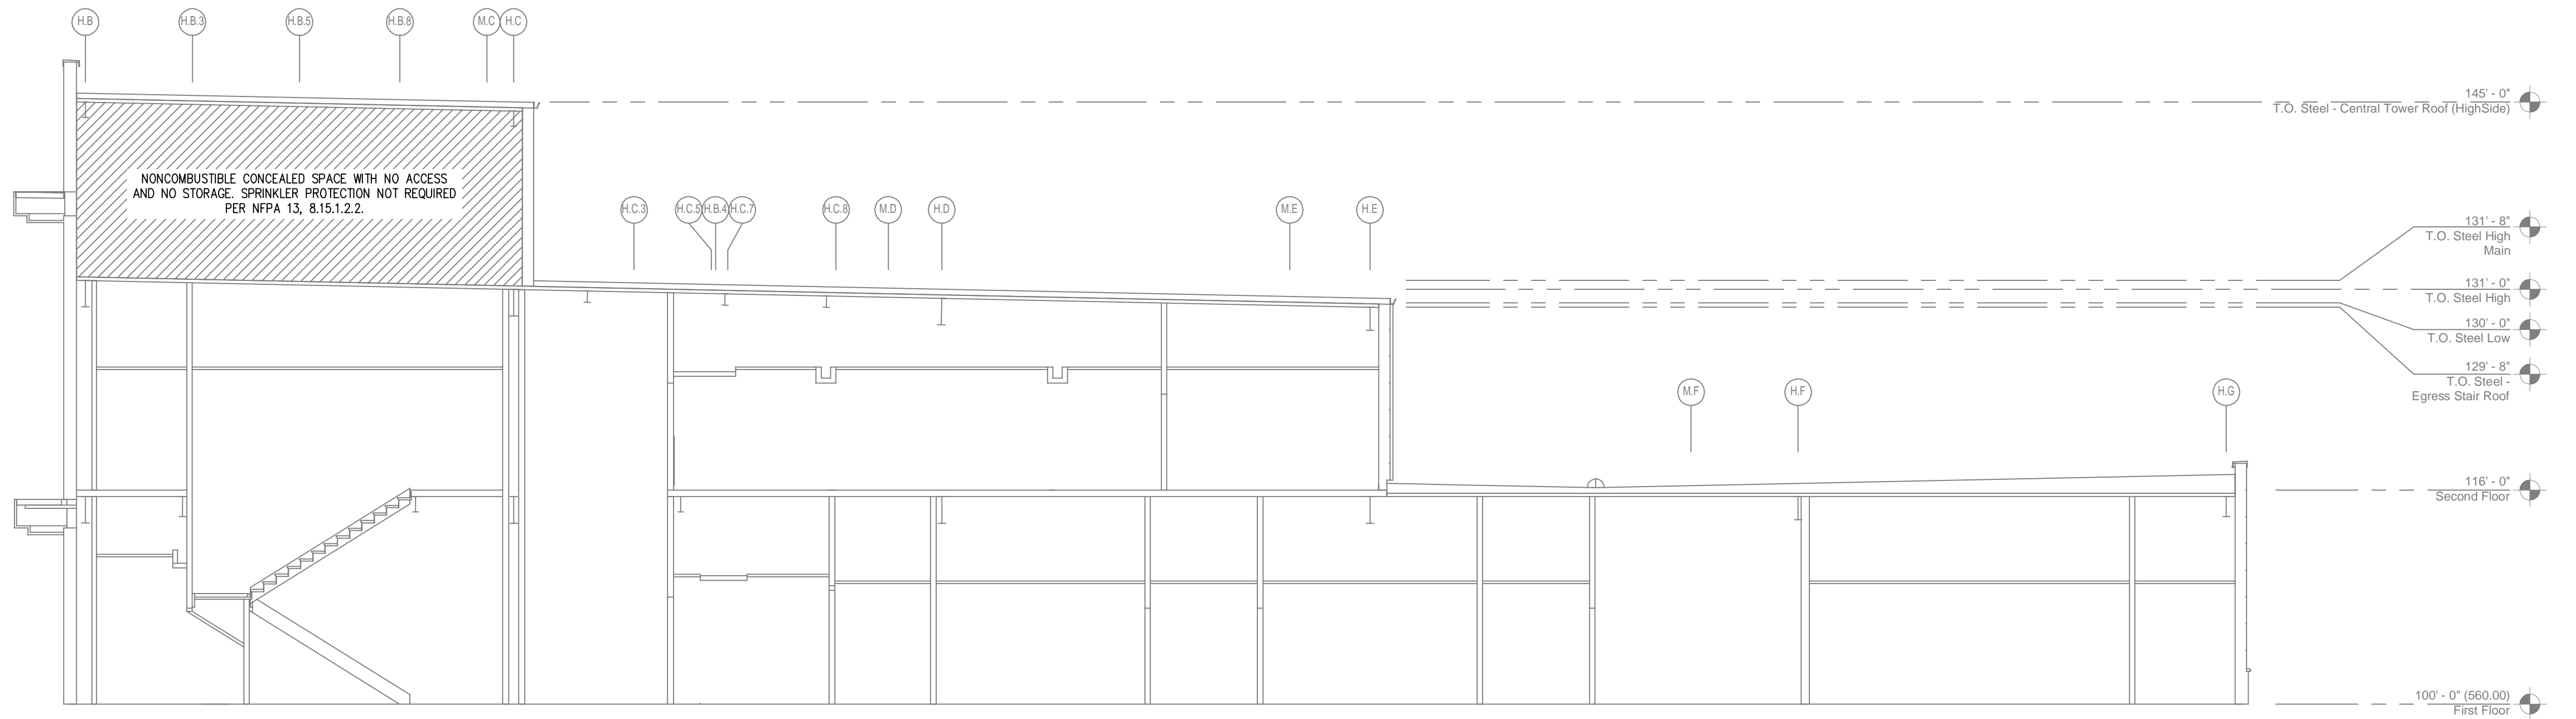 H.B
H.B.3
H.B.5
H.B.8
M.C
H.C
145' - 0"
T.O. Steel - Central Tower Roof (HighSide)
NONCOMBUSTIBLE CONCEALED SPACE WITH NO ACCESS
AND NO STORAGE. SPRINKLER PROTECTION NOT REQUIRED
PER NFPA 13, 8.15.1.2.2.
H.C.3
H.C.5
H.B.4
H.C.7
H.C.8
M.D
H.D
M.E
H.E
131' - 8"
T.O. Steel High
Main
131' - 0"
T.O. Steel High
130' - 0"
T.O. Steel Low
129' - 8"
T.O. Steel -
Egress Stair Roof
M.F
H.F
H.G
116' - 0"
Second Floor
100' - 0" (560.00)
First Floor